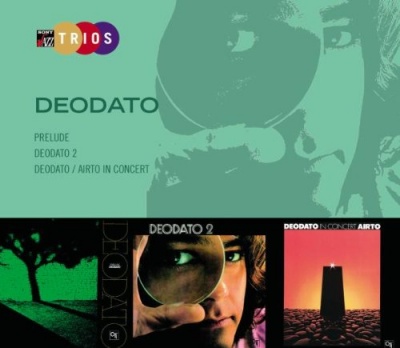 SONY
JAZZ
TRIOS
DEODATO
PRELUDE
DEODATO 2
DEODATO / AIRTO IN CONCERT
DEODATO
DEODATO 2
DEODATO IN CONCERT AIRTO